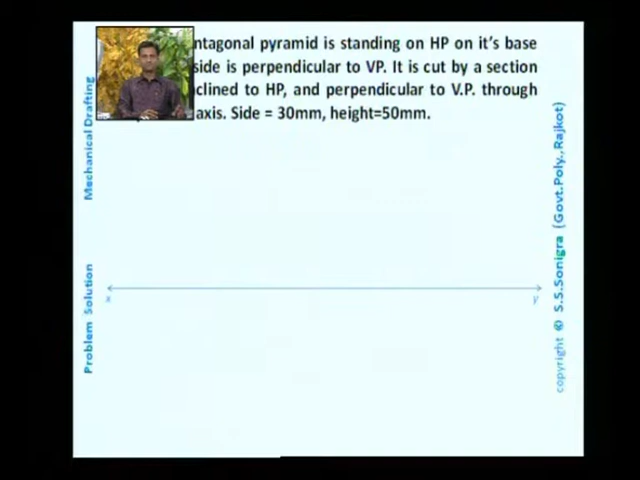 ntagonal pyramid is standing on HP on it's base
side is perpendicular to VP. It is cut by a section
clined to HP, and perpendicular to V.P. through
axis. Side = 30mm, height=50mm.
Mechanical Drafting
Problem Solution
x
y
copyright © S.S.Sonigra (Govt.Poly.,Rajkot)